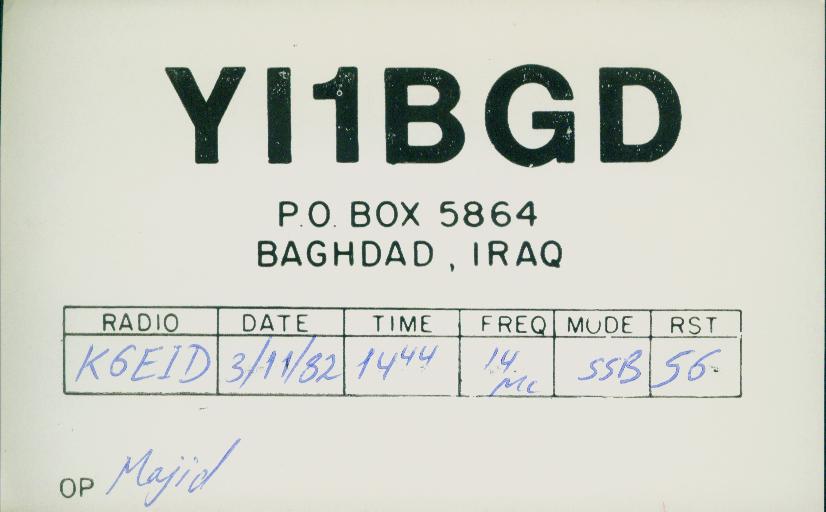 YI1BGD
P.O. BOX 5864
BAGHDAD, IRAQ
RADIO DATE TIME FREQ MODE RST
K6EID 3/11/82 1444 14 Mc SSB 56
OP Majid